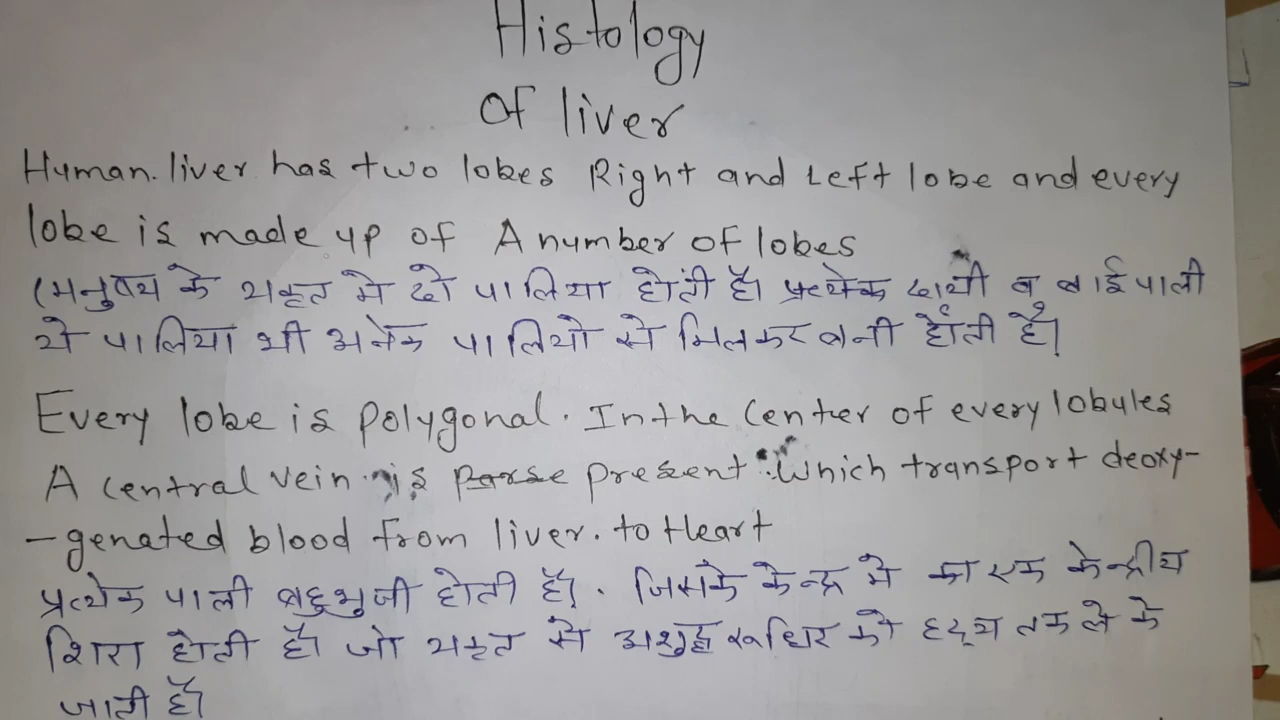 Histology
Of liver
Human. liver has two lobes Right and Left lobe and every
lobe is made up of A number of lobes
(मनुष्य के यकृत मे दो पालिया होती है। प्रत्येक दायी व बाई पाली
ये पालिया भी अनेक पालियो से मिलकर बनी होती है।
Every lobe is polygonal. In the Center of every lobules
A central vein is present. Which transport deoxy-
-genated blood from liver. to Heart
प्रत्येक पाली बहुभुजी होती है। . जिसके केन्द्र मे का एक केन्द्रीय
शिरा होती है। जो यकृत से अशुद्ध रूधिर को हृदय तक ले के
जाती है।